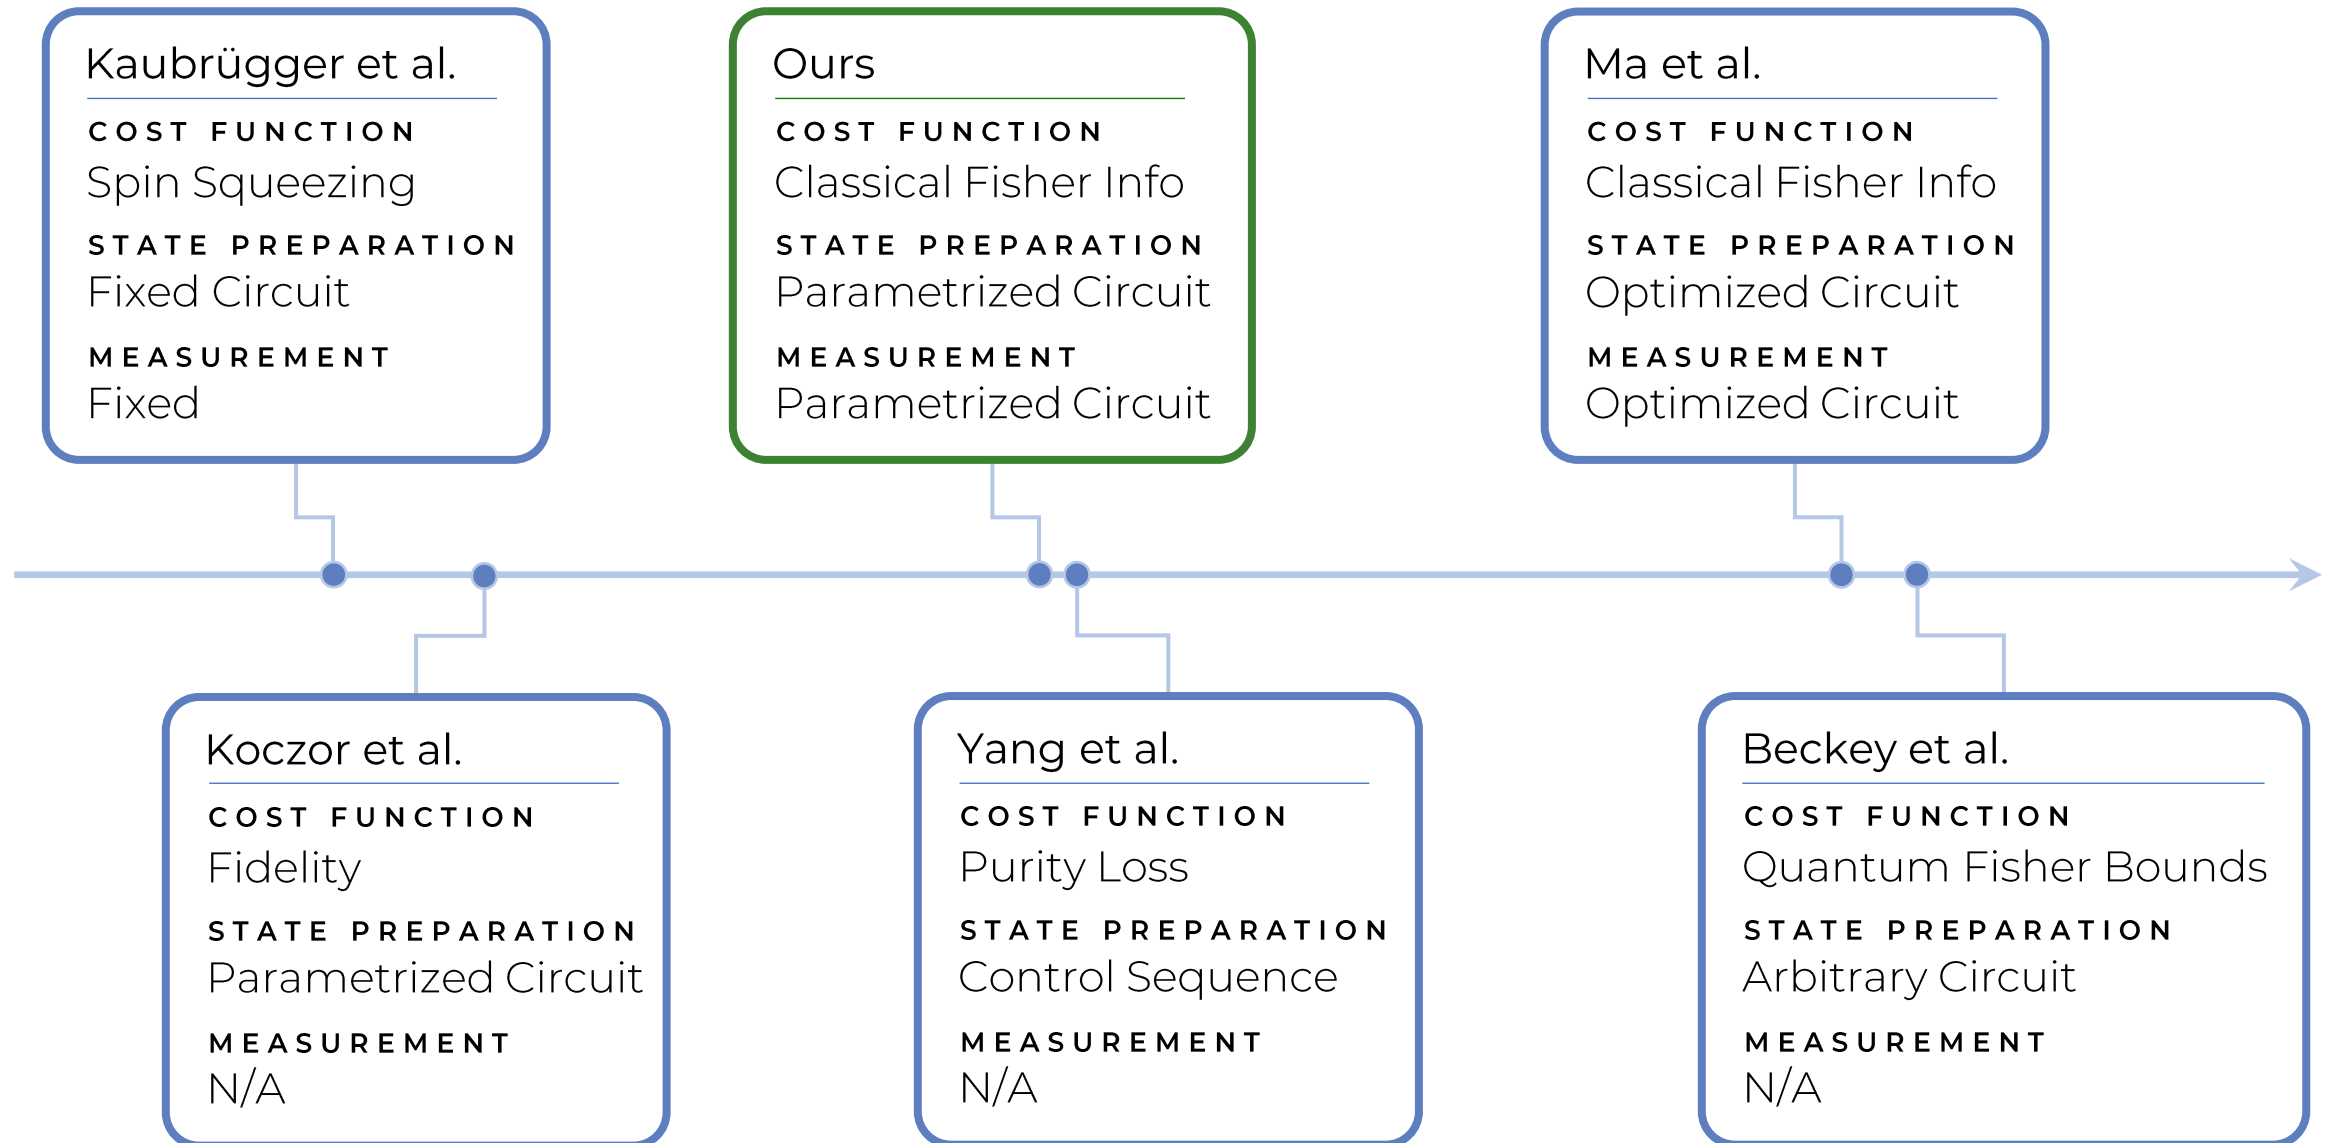 Kaubrügger et al.
COST FUNCTION
Spin Squeezing
STATE PREPARATION
Fixed Circuit
MEASUREMENT
Fixed
Ours
COST FUNCTION
Classical Fisher Info
STATE PREPARATION
Parametrized Circuit
MEASUREMENT
Parametrized Circuit
Ma et al.
COST FUNCTION
Classical Fisher Info
STATE PREPARATION
Optimized Circuit
MEASUREMENT
Optimized Circuit
Koczor et al.
COST FUNCTION
Fidelity
STATE PREPARATION
Parametrized Circuit
MEASUREMENT
N/A
Yang et al.
COST FUNCTION
Purity Loss
STATE PREPARATION
Control Sequence
MEASUREMENT
N/A
Beckey et al.
COST FUNCTION
Quantum Fisher Bounds
STATE PREPARATION
Arbitrary Circuit
MEASUREMENT
N/A